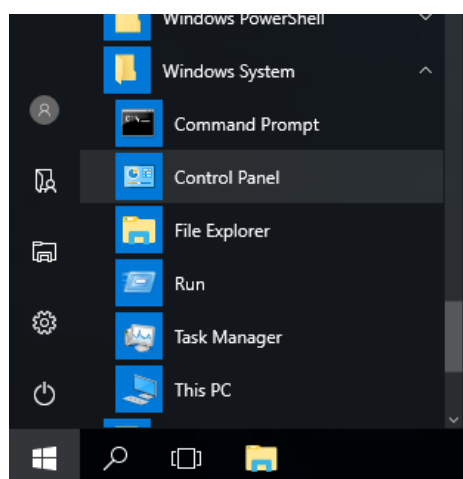 Windows PowerShell
Windows System
Command Prompt
Control Panel
File Explorer
Run
Task Manager
This PC